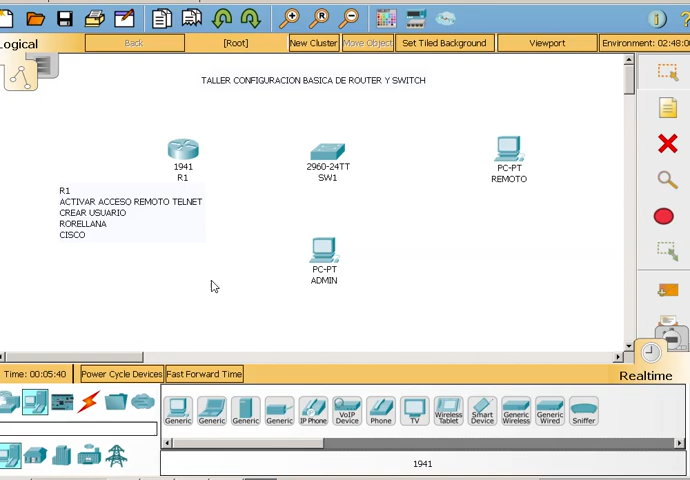 Logical
Back
[Root]
New Cluster
Move Object
Set Tiled Background
Viewport
Environment: 02:48:0
TALLER CONFIGURACION BASICA DE ROUTER Y SWITCH
1941
R1
2960-24TT
SW1
PC-PT
REMOTO
R1
ACTIVAR ACCESO REMOTO TELNET
CREAR USUARIO
RORELLANA
CISCO
PC-PT
ADMIN
Time: 00:05:40
Power Cycle Devices
Fast Forward Time
Realtime
Generic
Generic
Generic
Generic
IP Phone
VoIP
Device
Phone
TV
Wireless
Tablet
Smart
Device
Generic
Wireless
Generic
Wired
Sniffer
1941